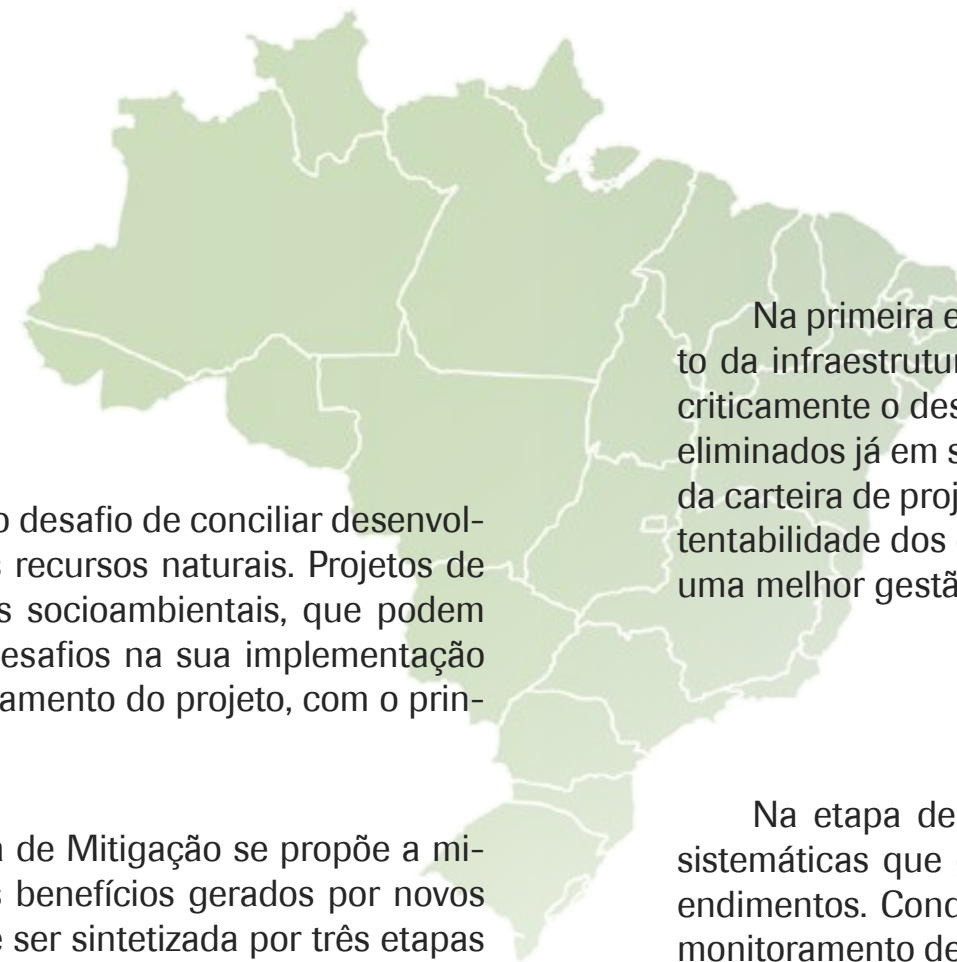 o desafio de conciliar desenvol-
s recursos naturais. Projetos de
s socioambientais, que podem
esafios na sua implementação
amento do projeto, com o prin-
a de Mitigação se propõe a mi-
s benefícios gerados por novos
e ser sintetizada por três etapas
Na primeira e
to da infraestrutur
criticamente o des
eliminados já em s
da carteira de proj
tentabilidade dos
uma melhor gestã
Na etapa de
sistemáticas que
endimentos. Cond
monitoramento de